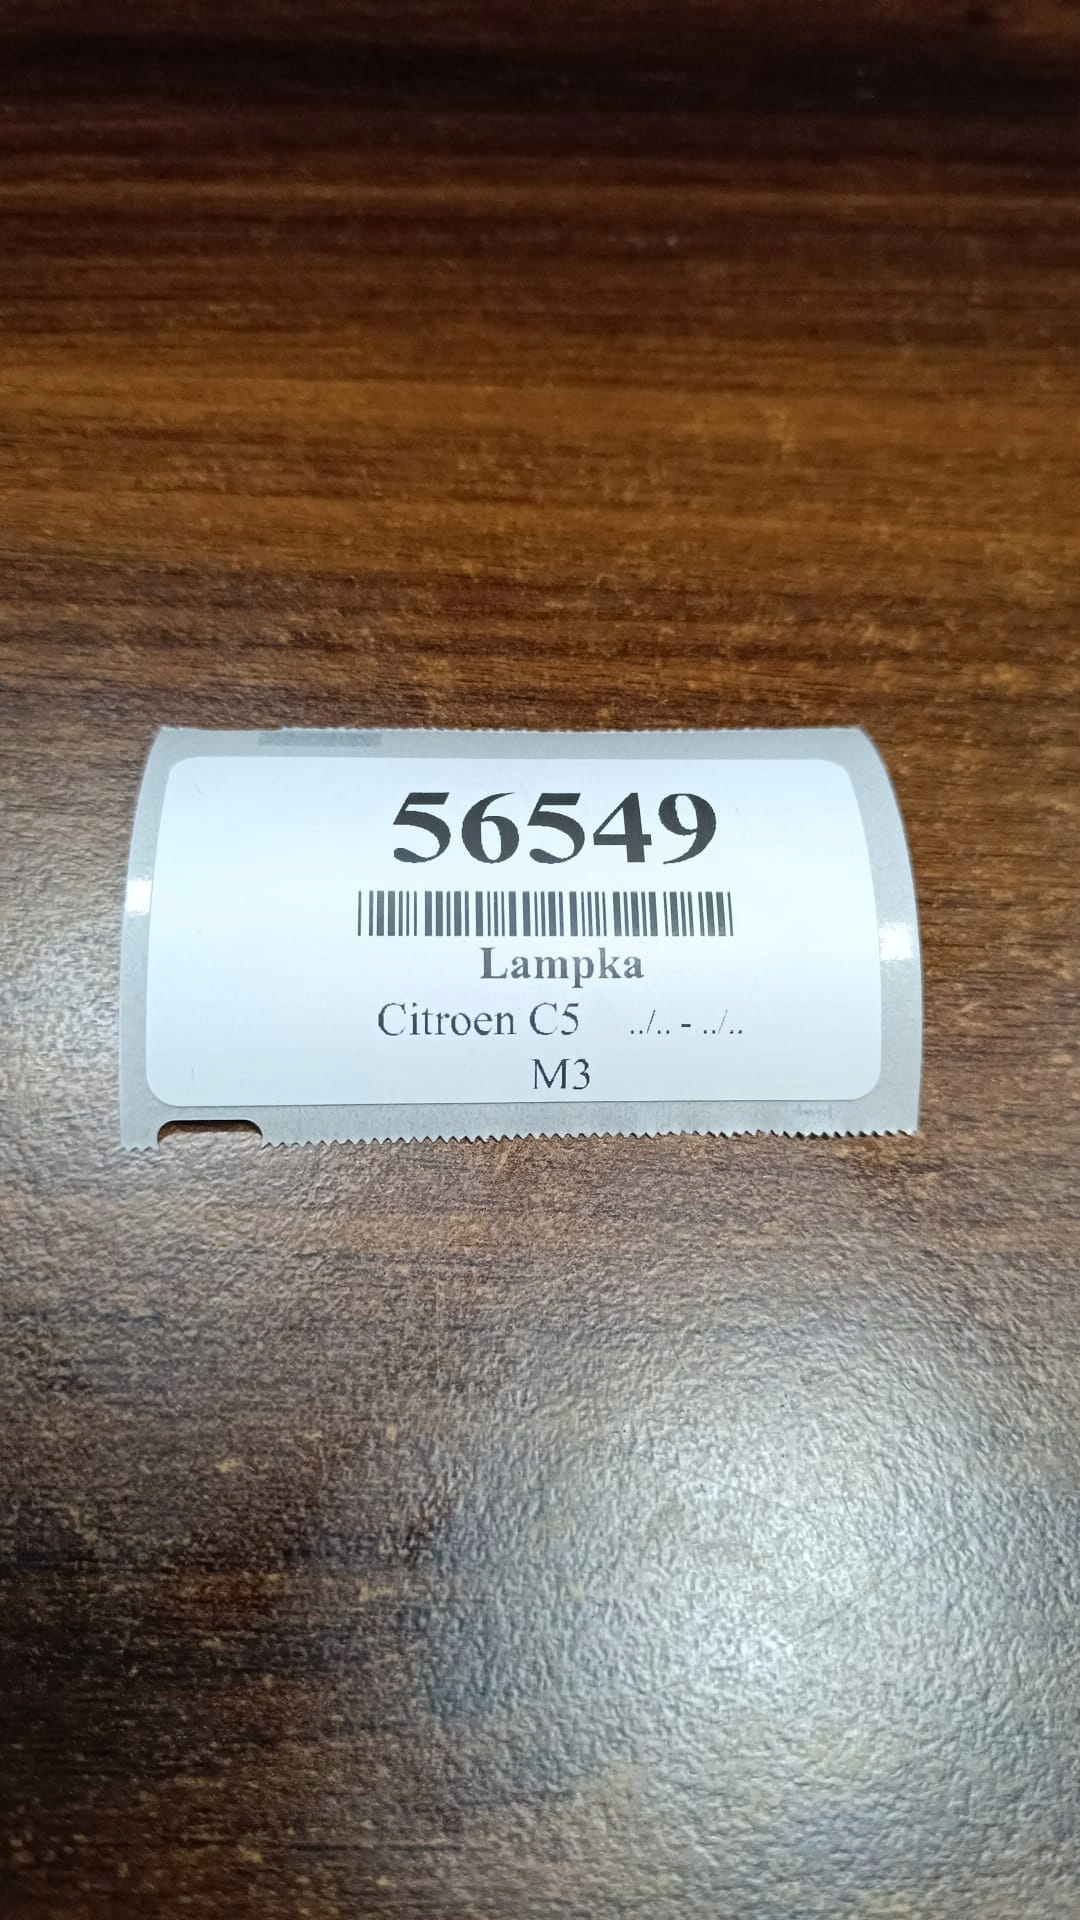 56549
Lampka
Citroen C5 ../.. - ../..
M3